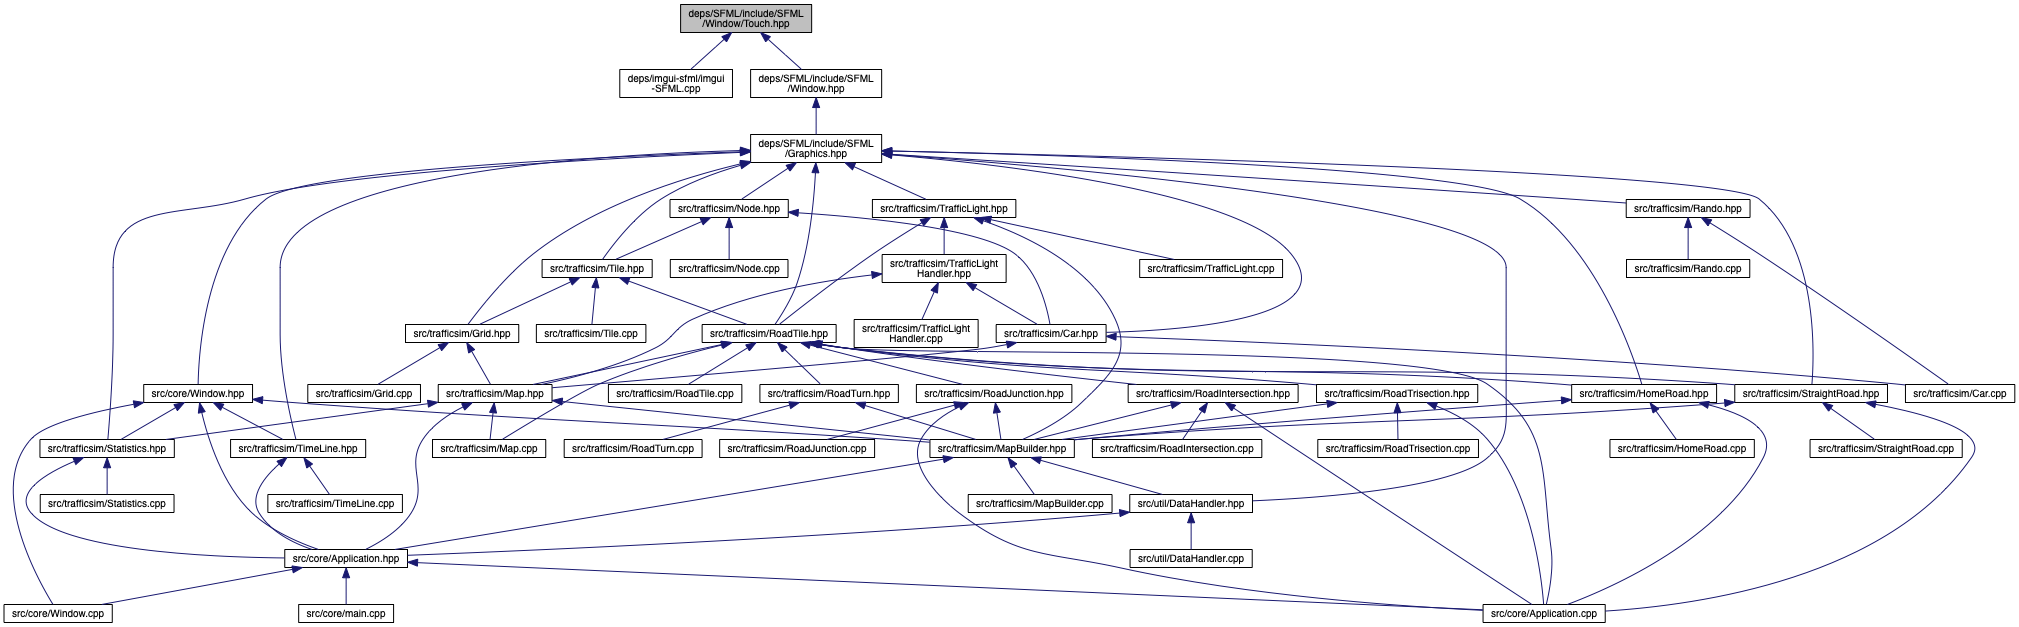 deps/SFML/include/SFML
/Window/Touch.hpp
deps/imgui-sfml/imgui
-SFML.cpp
deps/SFML/include/SFML
/Window.hpp
deps/SFML/include/SFML
/Graphics.hpp
src/trafficsim/Node.hpp
src/trafficsim/TrafficLight.hpp
src/trafficsim/Rando.hpp
src/trafficsim/Tile.hpp
src/trafficsim/Node.cpp
src/trafficsim/TrafficLight
Handler.hpp
src/trafficsim/TrafficLight.cpp
src/trafficsim/Rando.cpp
src/trafficsim/Grid.hpp
src/trafficsim/Tile.cpp
src/trafficsim/RoadTile.hpp
src/trafficsim/TrafficLight
Handler.cpp
src/trafficsim/Car.hpp
src/core/Window.hpp
src/trafficsim/Grid.cpp
src/trafficsim/Map.hpp
src/trafficsim/RoadTile.cpp
src/trafficsim/RoadTurn.hpp
src/trafficsim/RoadJunction.hpp
src/trafficsim/RoadIntersection.hpp
src/trafficsim/RoadTrisection.hpp
src/trafficsim/HomeRoad.hpp
src/trafficsim/StraightRoad.hpp
src/trafficsim/Car.cpp
src/trafficsim/Statistics.hpp
src/trafficsim/TimeLine.hpp
src/trafficsim/Map.cpp
src/trafficsim/RoadTurn.cpp
src/trafficsim/RoadJunction.cpp
src/trafficsim/MapBuilder.hpp
src/trafficsim/RoadIntersection.cpp
src/trafficsim/RoadTrisection.cpp
src/trafficsim/HomeRoad.cpp
src/trafficsim/StraightRoad.cpp
src/trafficsim/Statistics.cpp
src/trafficsim/TimeLine.cpp
src/trafficsim/MapBuilder.cpp
src/util/DataHandler.hpp
src/core/Application.hpp
src/util/DataHandler.cpp
src/core/Window.cpp
src/core/main.cpp
src/core/Application.cpp